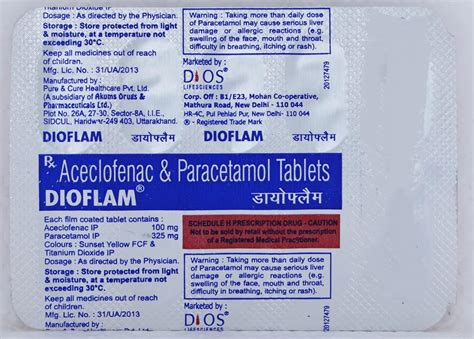 Titanium Dioxide IP
Dosage : As directed by the Physician.
Storage : Store protected from light
& moisture, at a temperature not
exceeding 30°C.
Keep all medicines out of reach
of children.
Mfg. Lic. No. : 31/UA/2013
Manufactured by :
Pure & Cure Healthcare Pvt. Ltd.
(A subsidiary of Akums Drugs &
Pharmaceuticals Ltd.)
Plot No. 26A, 27-30, Sector-8A, I.I.E.,
SIDCUL, Haridwar-249 403, Uttarakhand.
Warning : Taking more than daily dose
of Paracetamol may cause serious liver
damage or allergic reactions (e.g.
swelling of the face, mouth and throat,
difficulty in breathing, itching or rash).
Marketed by :
DIOS
LIFESCIENCES
Corp. Off : B1/E23, Mohan Co-operative,
Mathura Road, New Delhi - 110 044
HR-4C, Pul Pehlad Pur, New Delhi - 110 044
® - Registered Trade Mark
20127479
DIOFLAM डायोफ्लैम DIOFLAM डायोफ्लैम
Rx Aceclofenac & Paracetamol Tablets
DIOFLAM® डायोफ्लैम
Each film coated tablet contains :
Aceclofenac IP 100 mg
Paracetamol IP 325 mg
Colours : Sunset Yellow FCF &
Titanium Dioxide IP
Dosage : As directed by the Physician.
Storage : Store protected from light
& moisture, at a temperature not
exceeding 30°C.
Keep all medicines out of reach
of children.
Mfg. Lic. No. : 31/UA/2013
Manufactured by :
SCHEDULE H PRESCRIPTION DRUG - CAUTION
Not to be sold by retail without the prescription
of a Registered Medical Practitioner.
Warning : Taking more than daily dose
of Paracetamol may cause serious liver
damage or allergic reactions (e.g.
swelling of the face, mouth and throat,
difficulty in breathing, itching or rash).
Marketed by :
DIOS
LIFESCIENCES
20127479